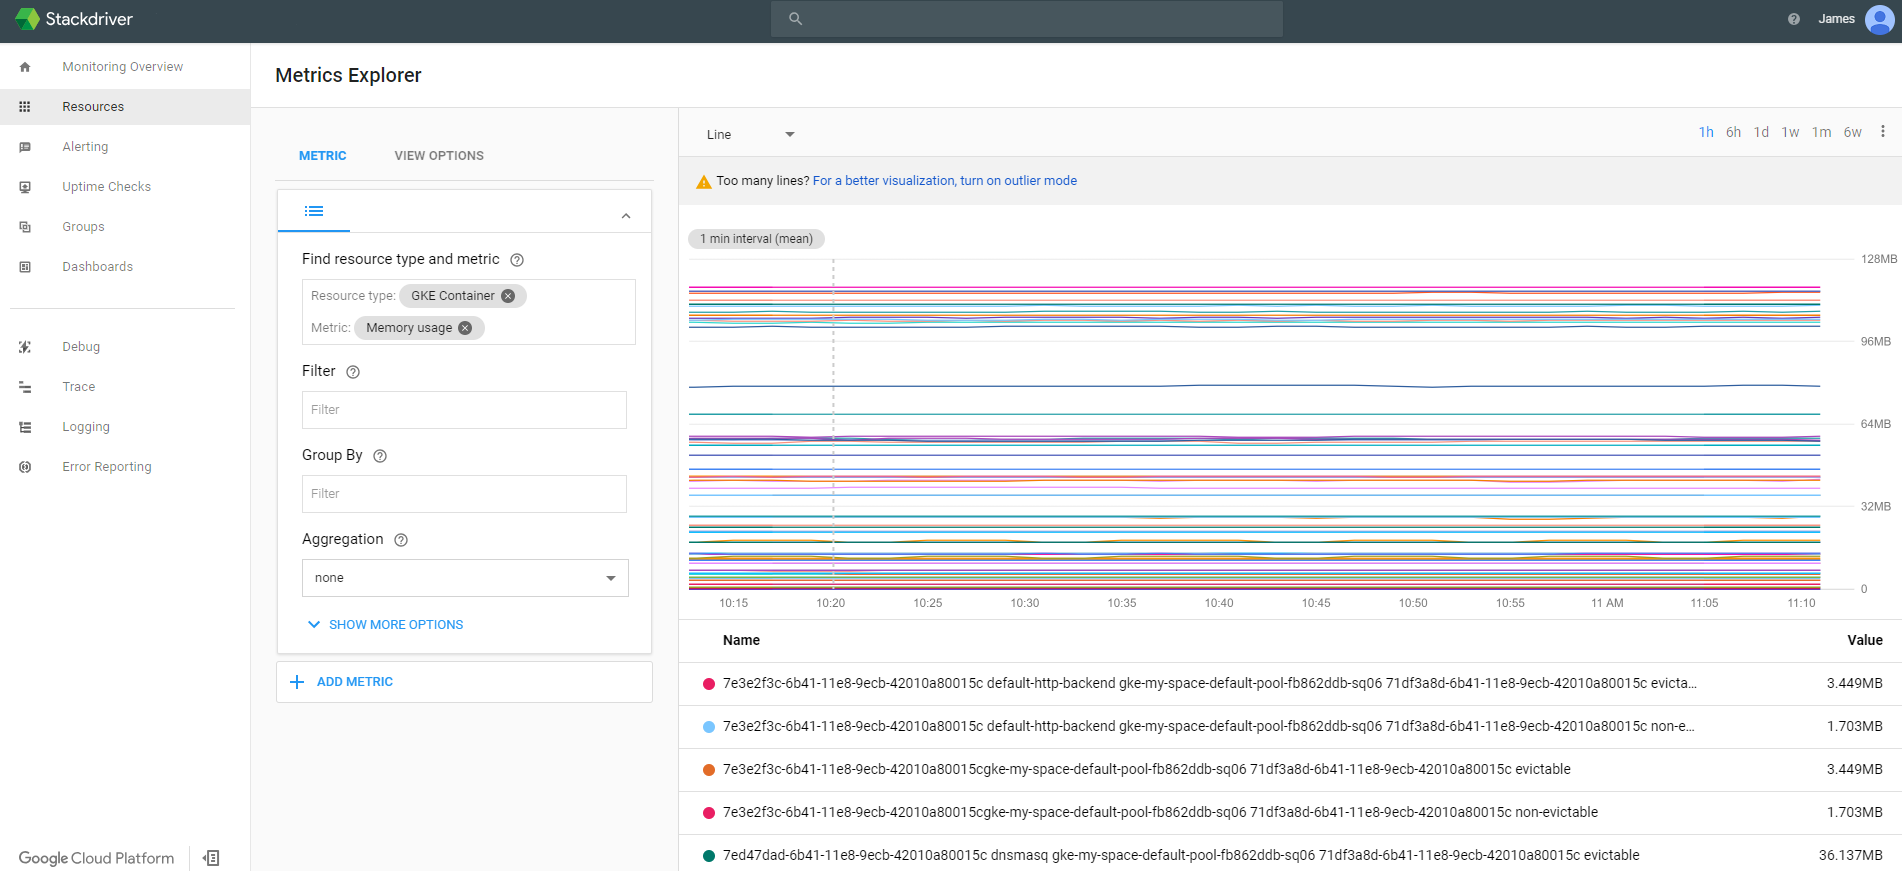 Stackdriver
James
Monitoring Overview
Resources
Alerting
Uptime Checks
Groups
Dashboards
Debug
Trace
Logging
Error Reporting
Google Cloud Platform
Metrics Explorer
METRIC VIEW OPTIONS
Find resource type and metric
Resource type: GKE Container
Metric: Memory usage
Filter
Filter
Group By
Filter
Aggregation
none
SHOW MORE OPTIONS
ADD METRIC
Line
1h 6h 1d 1w 1m 6w
Too many lines? For a better visualization, turn on outlier mode
1 min interval (mean)
128MB
96MB
64MB
32MB
0
10:15 10:20 10:25 10:30 10:35 10:40 10:45 10:50 10:55 11 AM 11:05 11:10
Name Value
7e3e2f3c-6b41-11e8-9ecb-42010a80015c default-http-backend gke-my-space-default-pool-fb862ddb-sq06 71df3a8d-6b41-11e8-9ecb-42010a80015c evicta... 3.449MB
7e3e2f3c-6b41-11e8-9ecb-42010a80015c default-http-backend gke-my-space-default-pool-fb862ddb-sq06 71df3a8d-6b41-11e8-9ecb-42010a80015c non-e... 1.703MB
7e3e2f3c-6b41-11e8-9ecb-42010a80015cgke-my-space-default-pool-fb862ddb-sq06 71df3a8d-6b41-11e8-9ecb-42010a80015c evictable 3.449MB
7e3e2f3c-6b41-11e8-9ecb-42010a80015cgke-my-space-default-pool-fb862ddb-sq06 71df3a8d-6b41-11e8-9ecb-42010a80015c non-evictable 1.703MB
7ed47dad-6b41-11e8-9ecb-42010a80015c dnsmasq gke-my-space-default-pool-fb862ddb-sq06 71df3a8d-6b41-11e8-9ecb-42010a80015c evictable 36.137MB